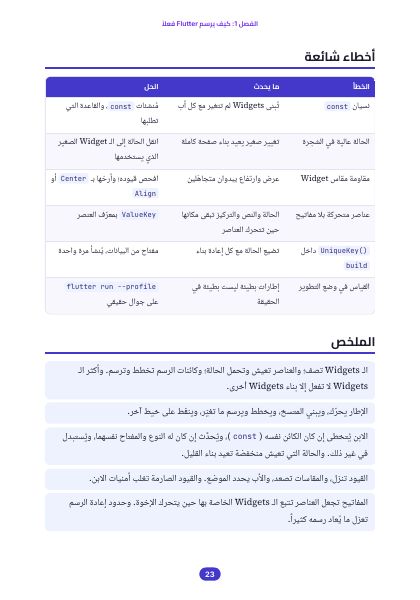 الفصل 1: كيف يرسم Flutter فعلاً
أخطاء شائعة
الخطأ ما يحدث الحل
نسيان const تُبنى Widgets لم تتغير مع كل أب مُنشئات const، والقاعدة التي
تطلبها
الحالة عالية في الشجرة تغيير صغير يعيد بناء صفحة كاملة انقل الحالة إلى الـ Widget الصغير
الذي يستخدمها
مقاومة مقاس Widget عرض وارتفاع يبدوان متجاهَلين افحص قيوده؛ وأرخها بـ Center أو
Align
عناصر متحركة بلا مفاتيح الحالة والنص والتركيز تبقى مكانها ValueKey بمعرّف العنصر
حين تتحرك العناصر
UniqueKey() داخل تضيع الحالة مع كل إعادة بناء مفتاح من البيانات، يُنشأ مرة واحدة
build
القياس في وضع التطوير إطارات بطيئة ليست بطيئة في flutter run --profile
الحقيقة على جوال حقيقي
الملخص
الـ Widgets تصف؛ والعناصر تعيش وتحمل الحالة؛ وكائنات الرسم تخطط وترسم. وأكثر الـ
Widgets لا تفعل إلا بناء Widgets أخرى.
الإطار يحرّك، ويبني المتسخ، ويخطط ويرسم ما تغيّر، وينقط على خيط آخر.
الابن يُتخطى إن كان الكائن نفسه (const)، ويُحدَّث إن كان له النوع والمفتاح نفسهما، ويُستبدل
في غير ذلك. والحالة التي تعيش منخفضة تعيد بناء القليل.
القيود تنزل، والمقاسات تصعد، والأب يحدد الموضع. والقيود الصارمة تغلب أمنيات الابن.
المفاتيح تجعل العناصر تتبع الـ Widgets الخاصة بها حين يتحرك الإخوة. وحدود إعادة الرسم
تعزل ما يُعاد رسمه كثيراً.
23